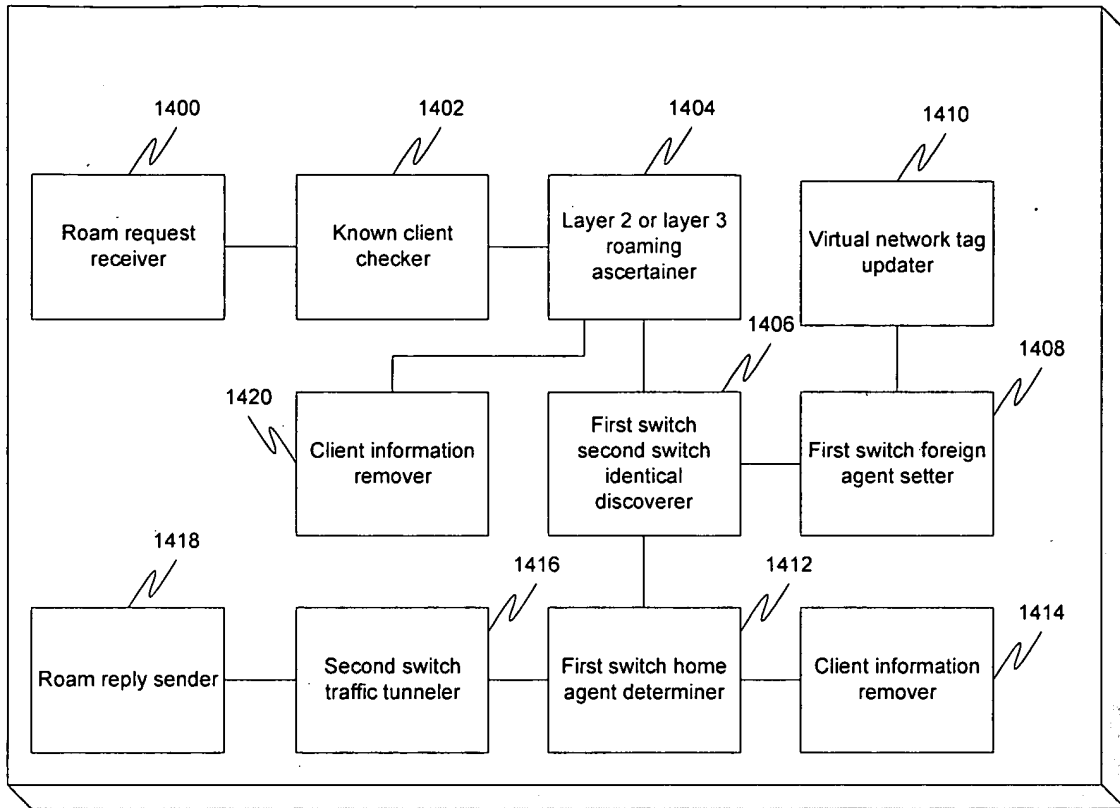 1400
1402
1404
1410
Roam request
receiver
Known client
checker
Layer 2 or layer 3
roaming
ascertainer
Virtual network tag
updater
1406
1408
1420
Client information
remover
First switch
second switch
identical
discoverer
First switch foreign
agent setter
1418
1416
1412
1414
Roam reply sender
Second switch
traffic tunneler
First switch home
agent determiner
Client information
remover